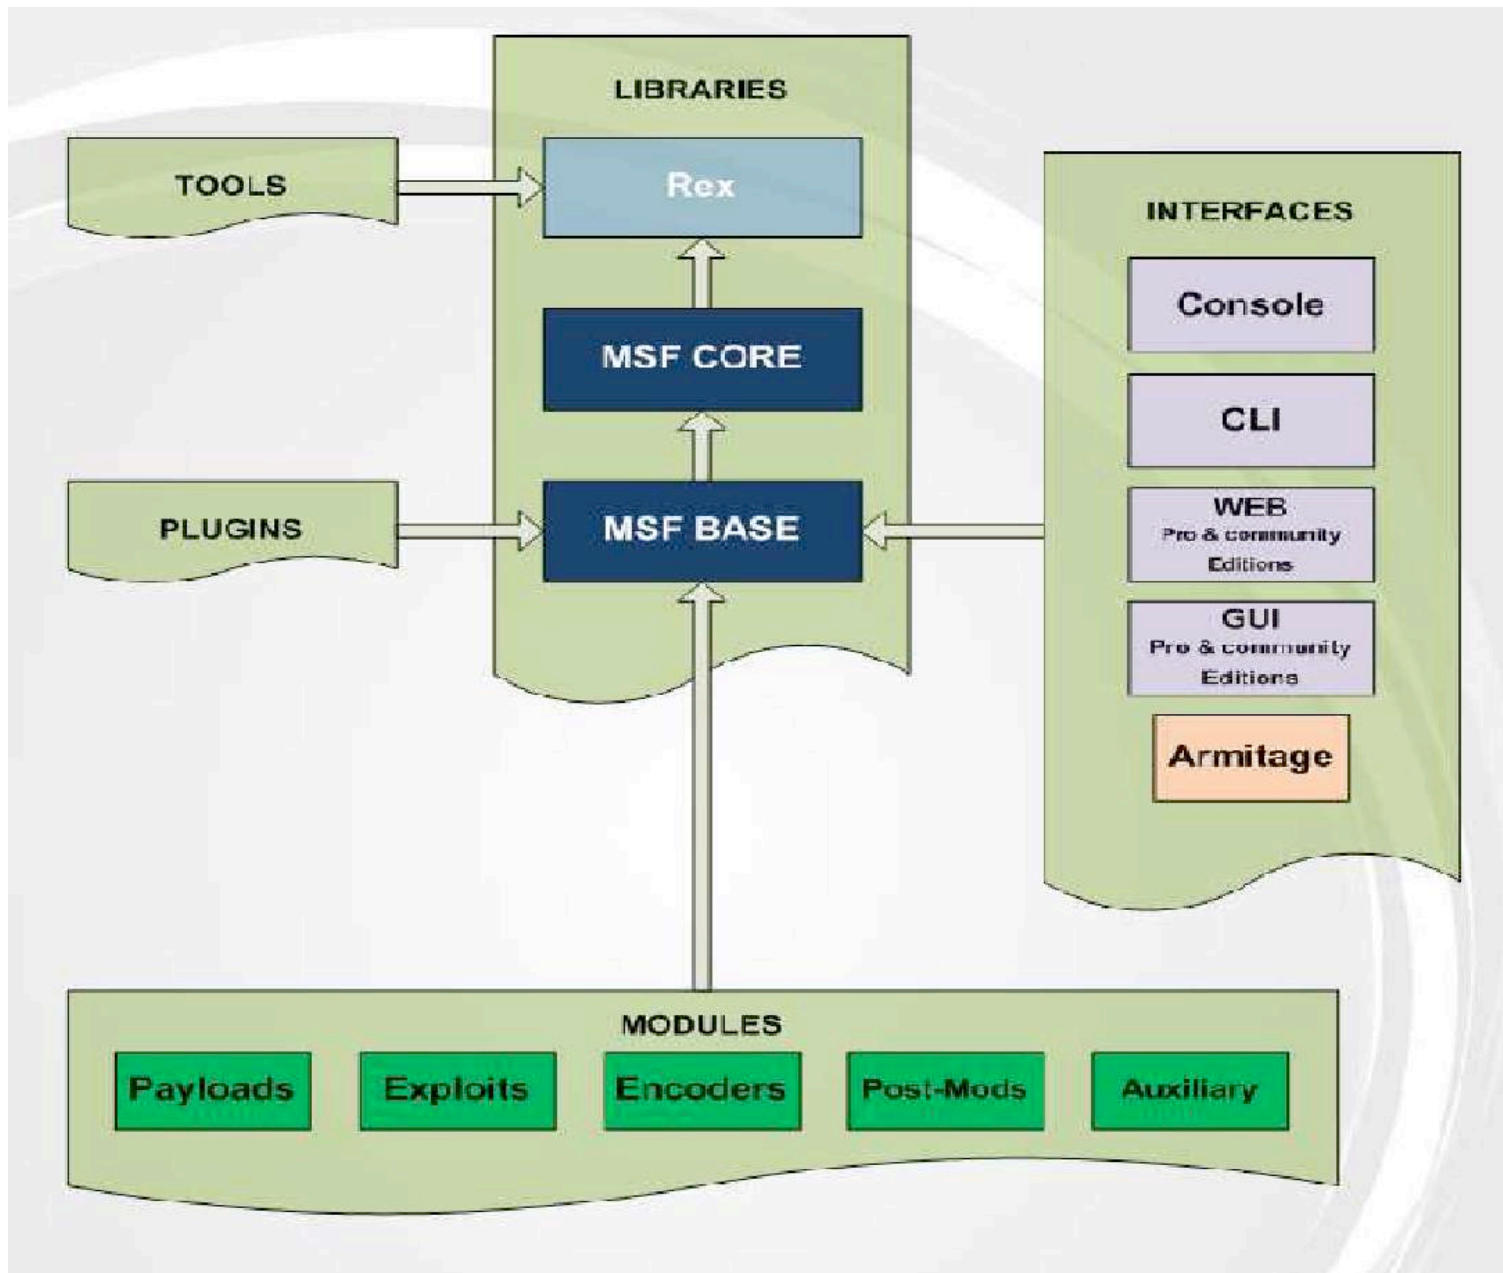 LIBRARIES
TOOLS
Rex
MSF CORE
PLUGINS
MSF BASE
INTERFACES
Console
CLI
WEB
Pro & community
Editions
GUI
Pro & community
Editions
Armitage
MODULES
Payloads
Exploits
Encoders
Post-Mods
Auxiliary